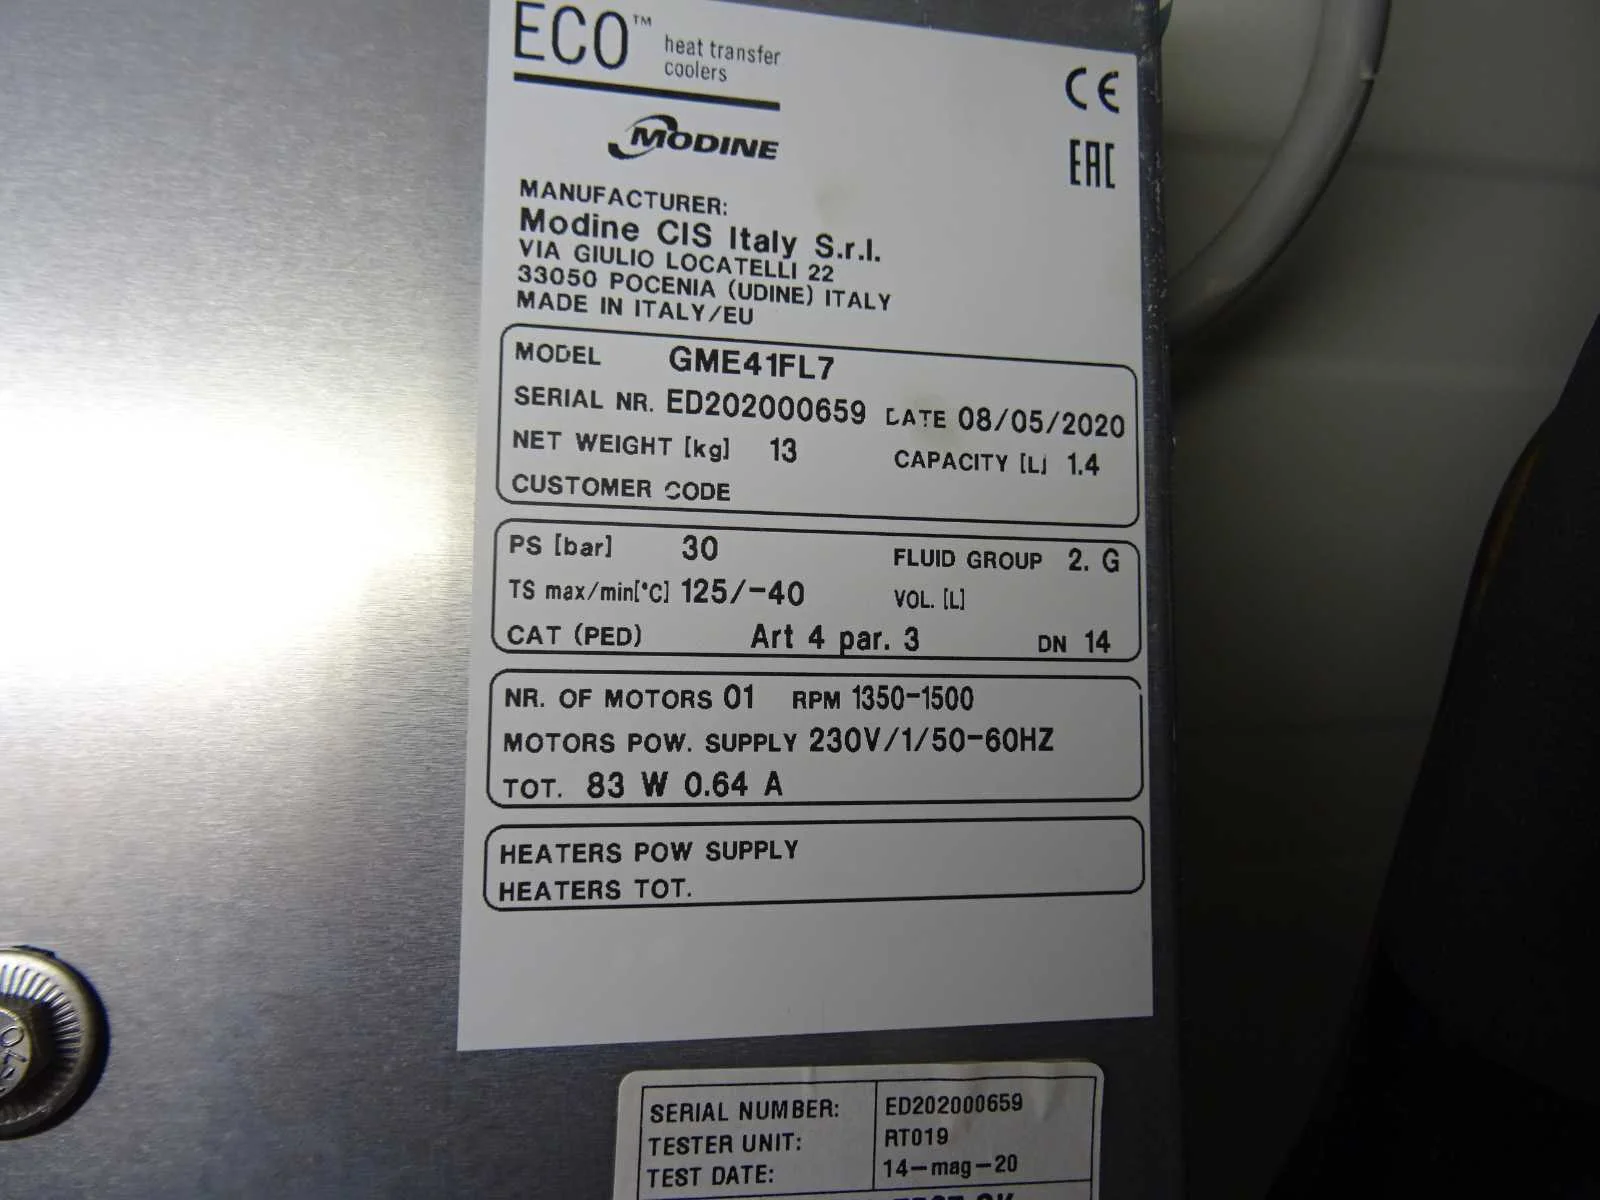 ECO™ heat transfer
coolers
CE
MODINE
EAC
MANUFACTURER:
Modine CIS Italy S.r.l.
VIA GIULIO LOCATELLI 22
33050 POCENIA (UDINE) ITALY
MADE IN ITALY/EU
MODEL GME41FL7
SERIAL NR. ED202000659 DATE 08/05/2020
NET WEIGHT [kg] 13 CAPACITY [L] 1.4
CUSTOMER CODE
PS [bar] 30 FLUID GROUP 2. G
TS max/min[°C] 125/-40 VOL. [L]
CAT (PED) Art 4 par. 3 DN 14
NR. OF MOTORS 01 RPM 1350-1500
MOTORS POW. SUPPLY 230V/1/50-60HZ
TOT. 83 W 0.64 A
HEATERS POW SUPPLY
HEATERS TOT.
SERIAL NUMBER: ED202000659
TESTER UNIT: RT019
TEST DATE: 14-mag-20